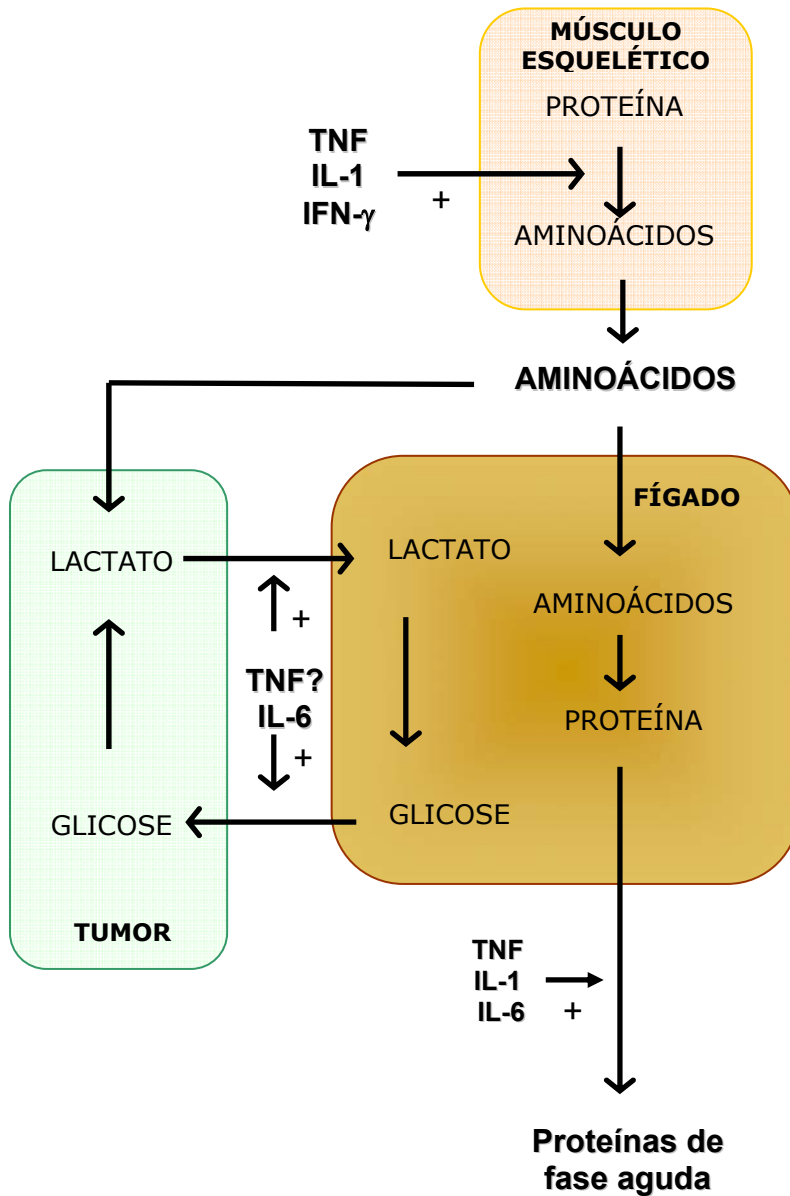 MÚSCULO
ESQUELÉTICO
PROTEÍNA
TNF
IL-1
IFN-γ
+
AMINOÁCIDOS
AMINOÁCIDOS
FÍGADO
LACTATO
LACTATO
AMINOÁCIDOS
+
TNF?
IL-6
+
PROTEÍNA
GLICOSE
GLICOSE
TUMOR
TNF
IL-1
IL-6
+
Proteínas de
fase aguda